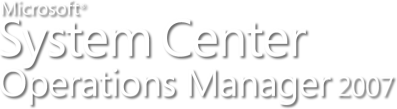 Microsoft®
System Center
Operations Manager 2007